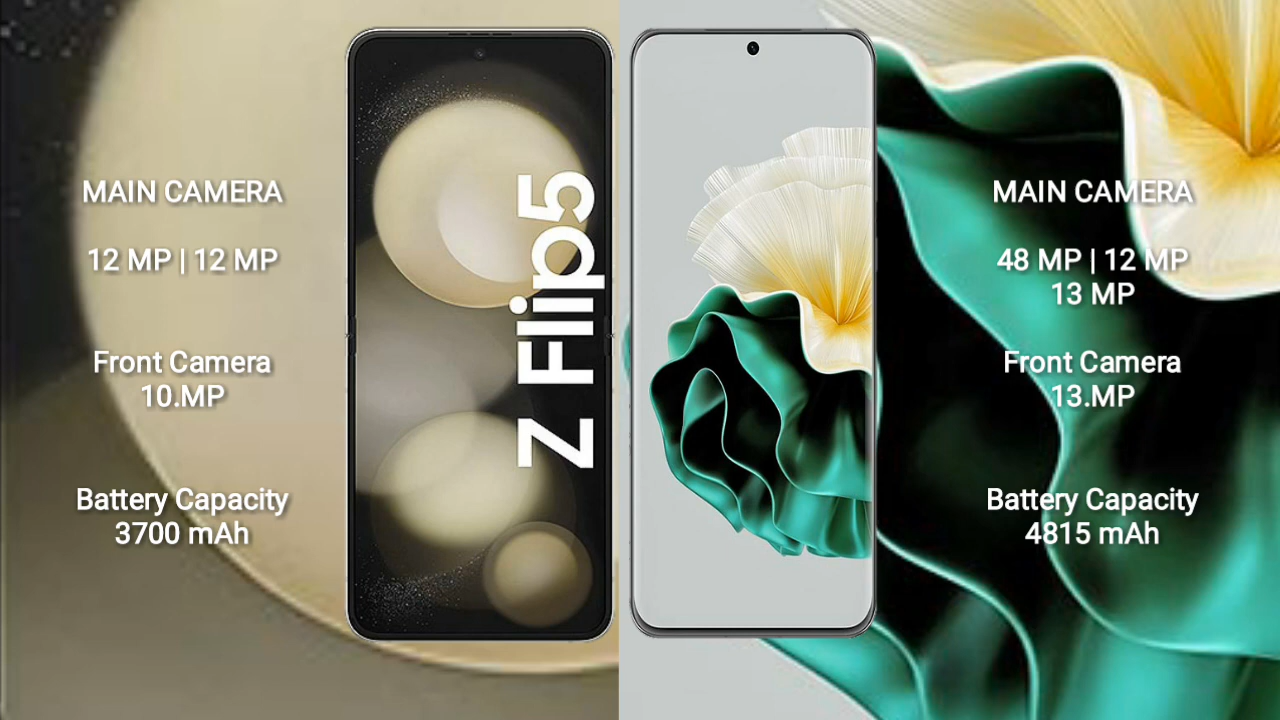 MAIN CAMERA
12 MP | 12 MP
Front Camera
10.MP
Battery Capacity
3700 mAh
Z Flip5
MAIN CAMERA
48 MP | 12 MP
13 MP
Front Camera
13.MP
Battery Capacity
4815 mAh